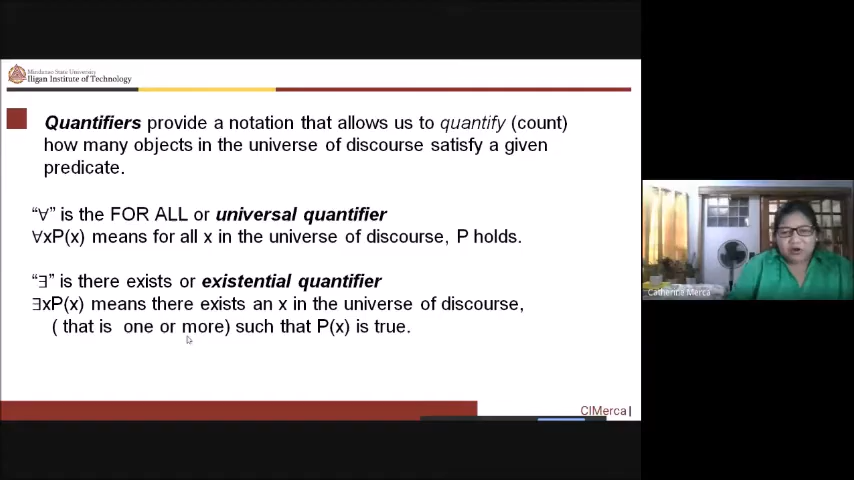 Mindanao State University
Iligan Institute of Technology
Quantifiers provide a notation that allows us to quantify (count)
how many objects in the universe of discourse satisfy a given
predicate.
“∀” is the FOR ALL or universal quantifier
∀xP(x) means for all x in the universe of discourse, P holds.
“∃” is there exists or existential quantifier
∃xP(x) means there exists an x in the universe of discourse,
( that is one or more) such that P(x) is true.
CIMerca
Catherine Merca